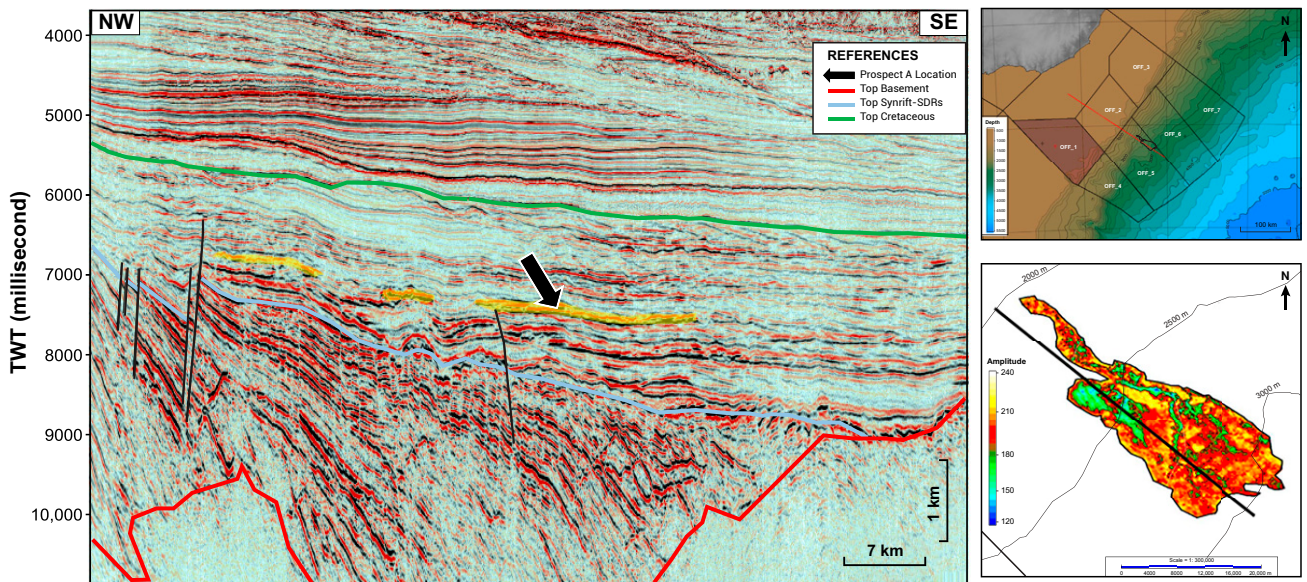 NW
SE
TWT (millisecond)
4000
5000
6000
7000
8000
9000
10,000
REFERENCES
Prospect A Location
Top Basement
Top Synrift-SDRs
Top Cretaceous
1 km
7 km
N
OFF_3
OFF_2
OFF_7
OFF_6
OFF_1
OFF_5
OFF_4
Depth
100 km
N
2000 m
2500 m
3000 m
Amplitude
240
210
180
150
120
Scale = 1: 300,000
0 4000 8000 12,000 16,000 20,000 m